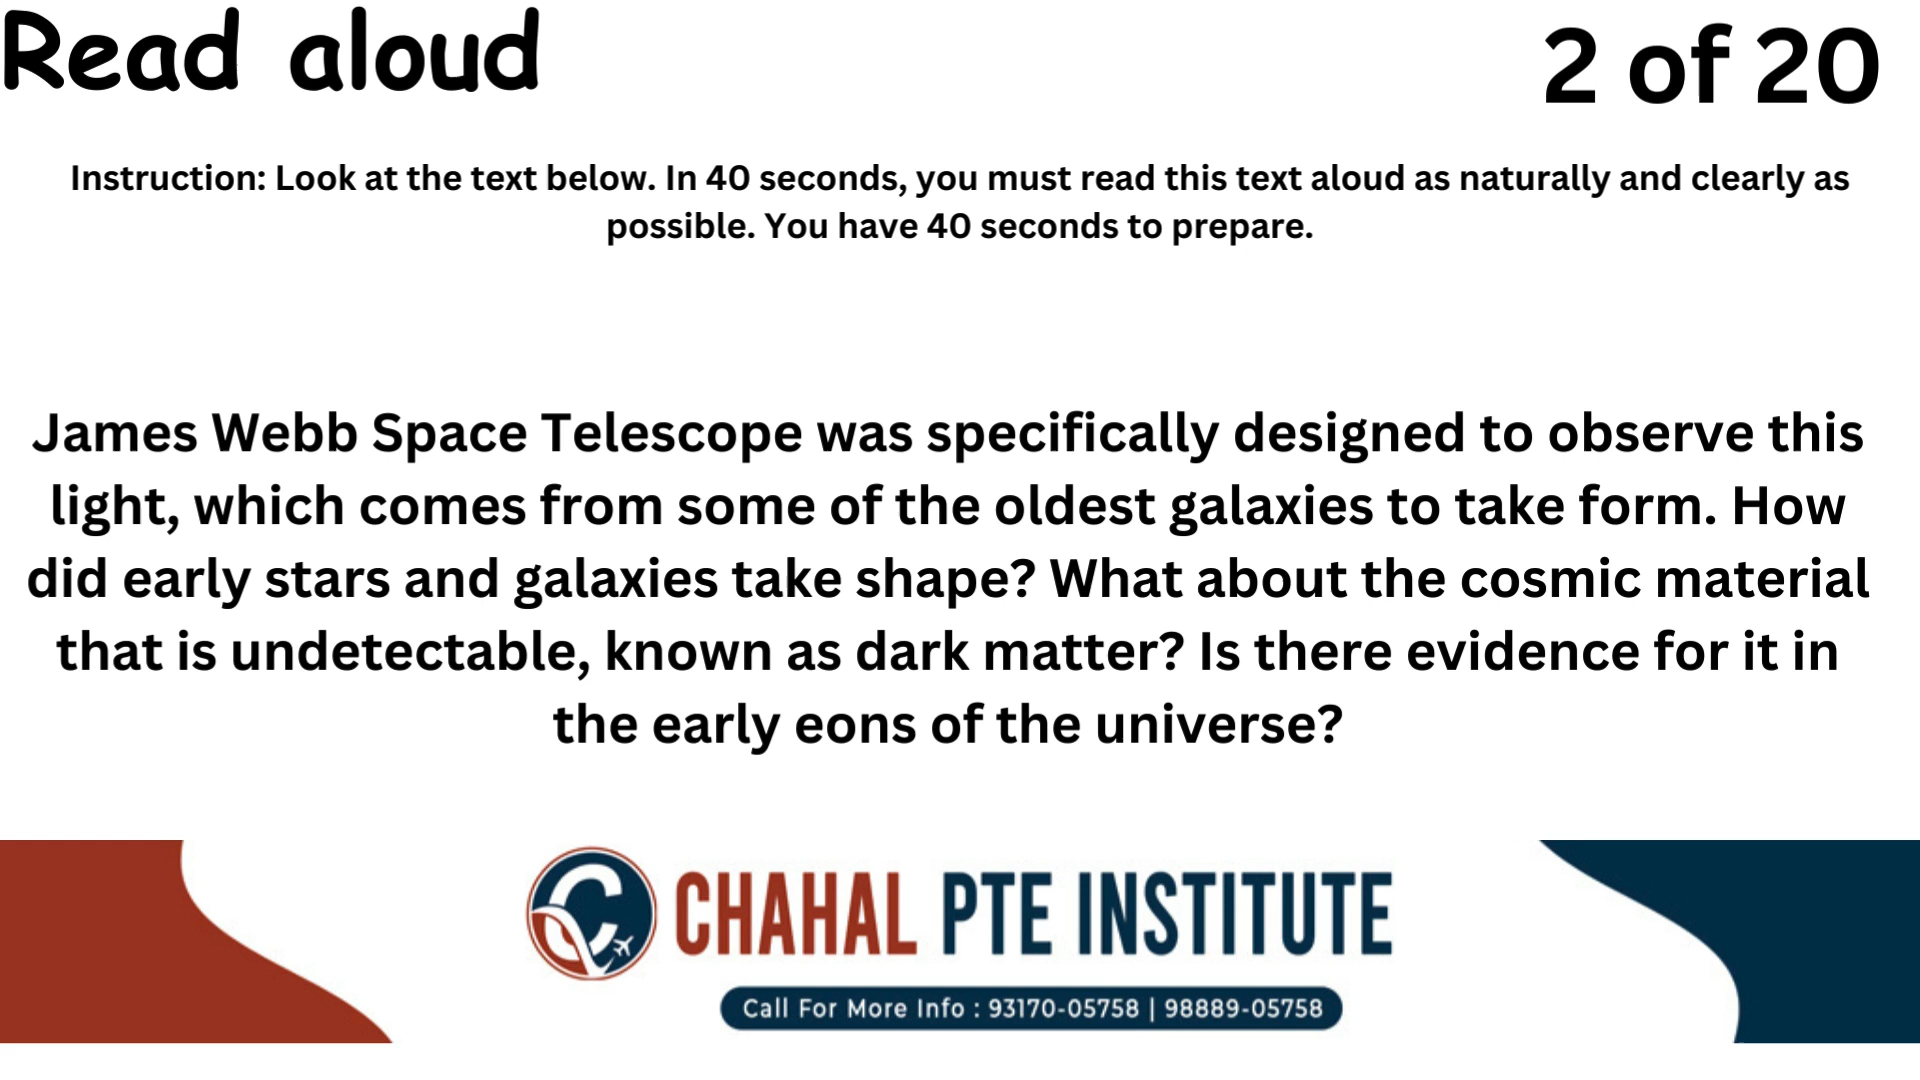 Read aloud
2 of 20
Instruction: Look at the text below. In 40 seconds, you must read this text aloud as naturally and clearly as
possible. You have 40 seconds to prepare.
James Webb Space Telescope was specifically designed to observe this
light, which comes from some of the oldest galaxies to take form. How
did early stars and galaxies take shape? What about the cosmic material
that is undetectable, known as dark matter? Is there evidence for it in
the early eons of the universe?
CHAHAL PTE INSTITUTE
Call For More Info : 93170-05758 | 98889-05758